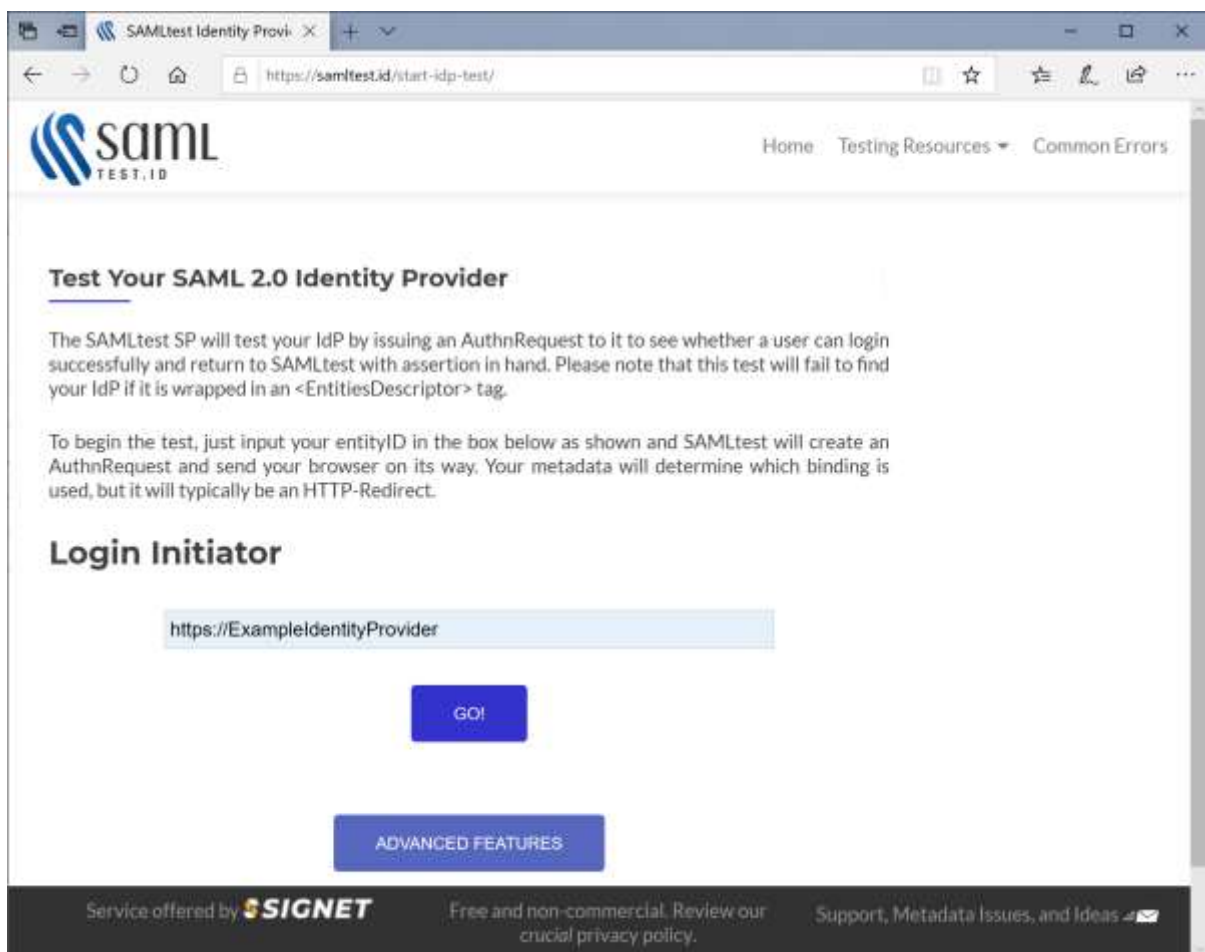 SAMLtest Identity Provi
https://samltest.id/start-idp-test/
saml
TEST.ID
Home Testing Resources Common Errors
Test Your SAML 2.0 Identity Provider
The SAMLtest SP will test your IdP by issuing an AuthnRequest to it to see whether a user can login
successfully and return to SAMLtest with assertion in hand. Please note that this test will fail to find
your IdP if it is wrapped in an <EntitiesDescriptor> tag.
To begin the test, just input your entityID in the box below as shown and SAMLtest will create an
AuthnRequest and send your browser on its way. Your metadata will determine which binding is
used, but it will typically be an HTTP-Redirect.
Login Initiator
https://ExampleIdentityProvider
GO!
ADVANCED FEATURES
Service offered by SIGNET
Free and non-commercial. Review our
crucial privacy policy.
Support, Metadata Issues, and Ideas